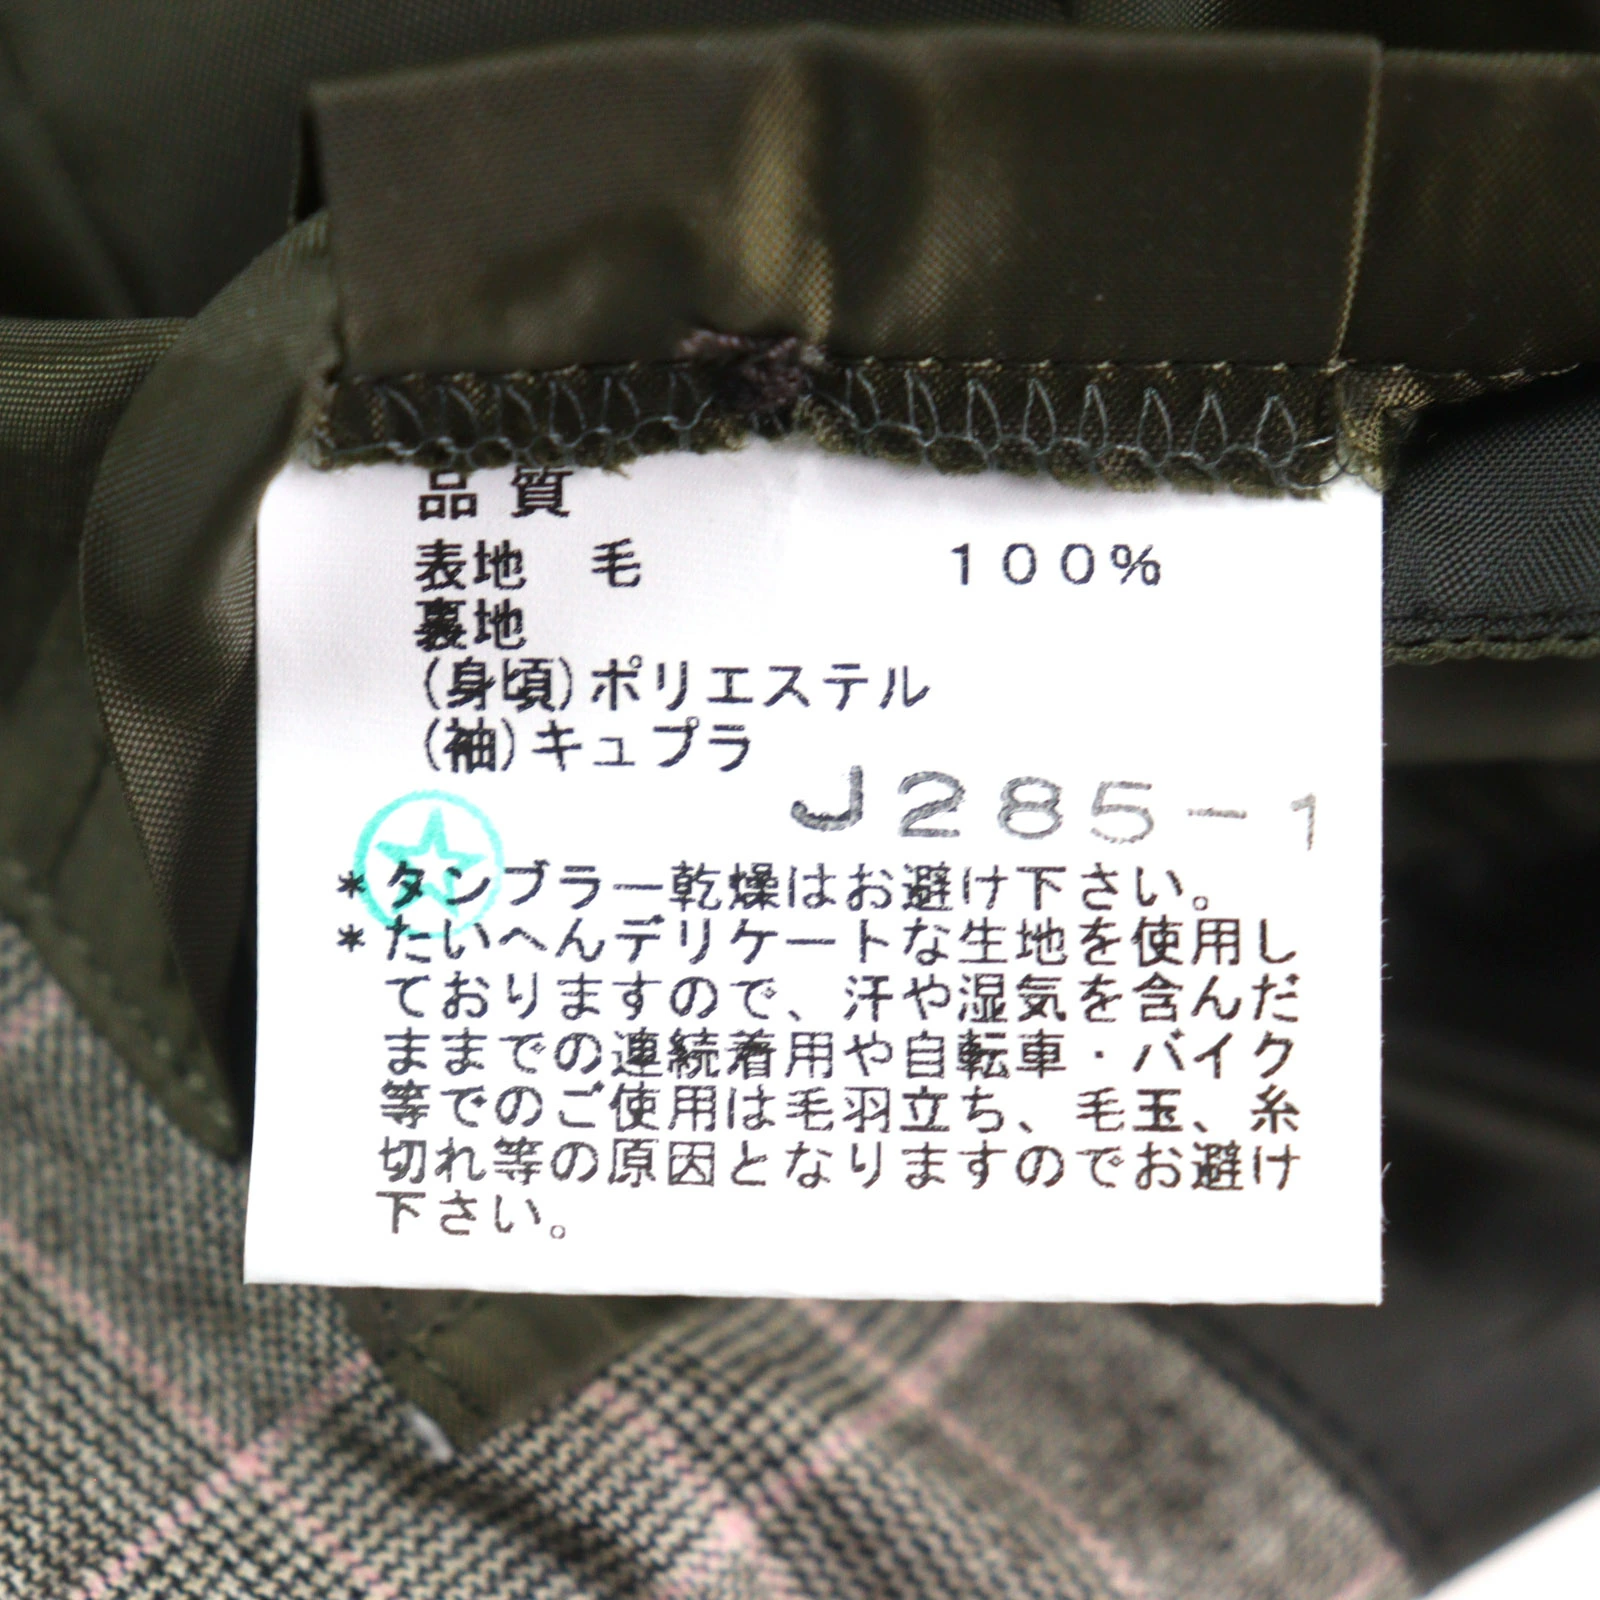 品質
表地　毛　　　　　100%
裏地
(身頃)ポリエステル
(袖)キュプラ
J285-1
*タンブラー乾燥はお避け下さい。
*たいへんデリケートな生地を使用し
ておりますので、汗や湿気を含んだ
ままでの連続着用や自転車・バイク
等でのご使用は毛羽立ち、毛玉、糸
切れ等の原因となりますのでお避け
下さい。